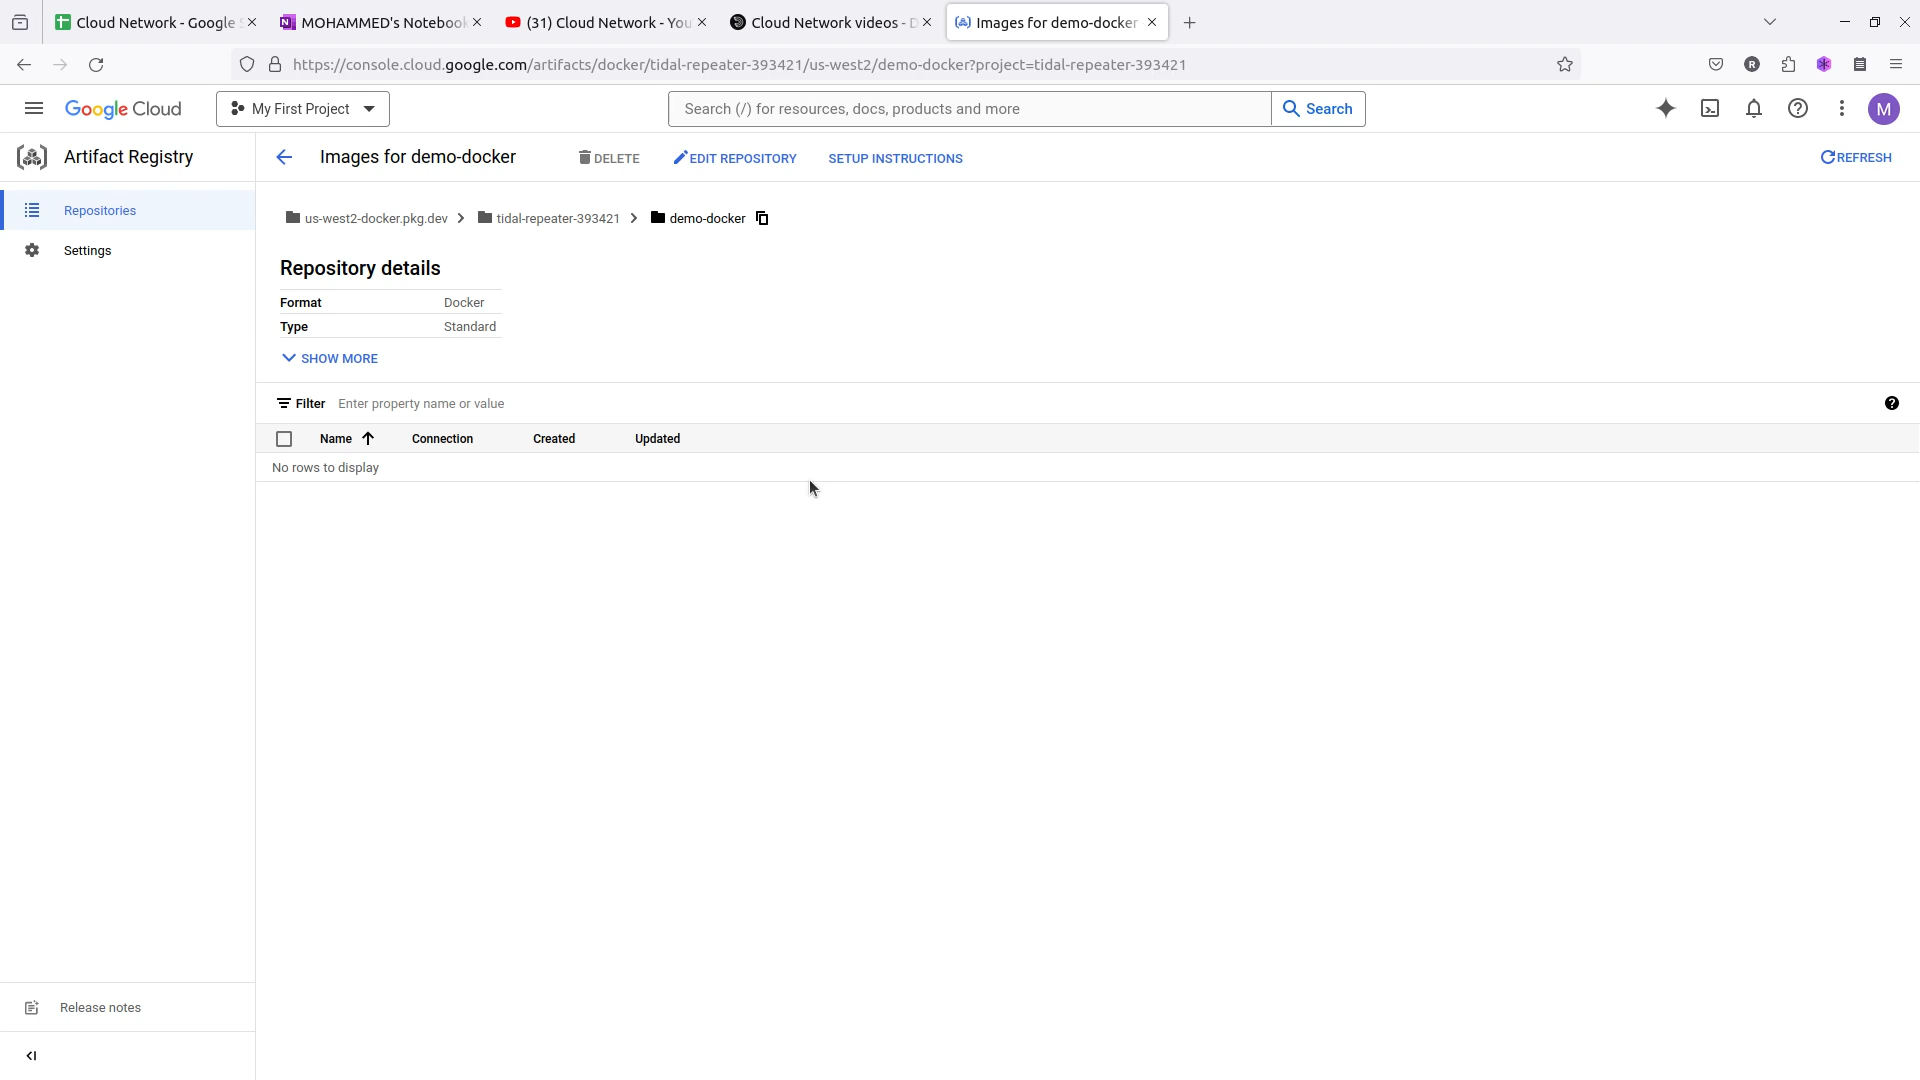 Cloud Network - Google S
MOHAMMED's Notebook
(31) Cloud Network - You
Cloud Network videos - D
Images for demo-docker
https://console.cloud.google.com/artifacts/docker/tidal-repeater-393421/us-west2/demo-docker?project=tidal-repeater-393421
R
Google Cloud
My First Project
Search (/) for resources, docs, products and more
Search
M
Artifact Registry
Images for demo-docker
DELETE
EDIT REPOSITORY
SETUP INSTRUCTIONS
REFRESH
Repositories
Settings
us-west2-docker.pkg.dev
tidal-repeater-393421
demo-docker
Repository details
Format Docker
Type Standard
SHOW MORE
Filter Enter property name or value
Name Connection Created Updated
No rows to display
Release notes